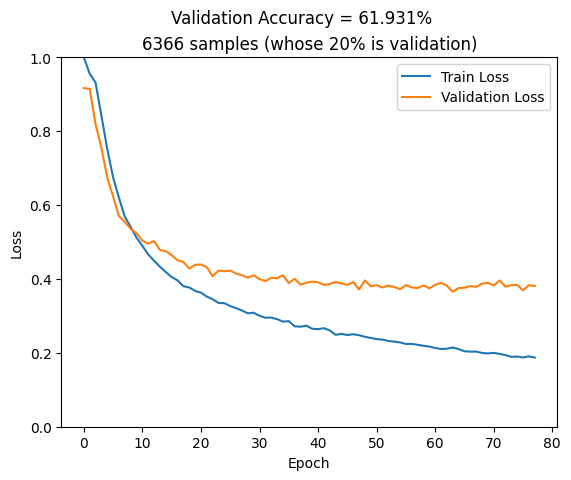 Validation Accuracy = 61.931%
6366 samples (whose 20% is validation)
1.0
0.8
0.6
0.4
0.2
0.0
Loss
Train Loss
Validation Loss
0 10 20 30 40 50 60 70 80
Epoch